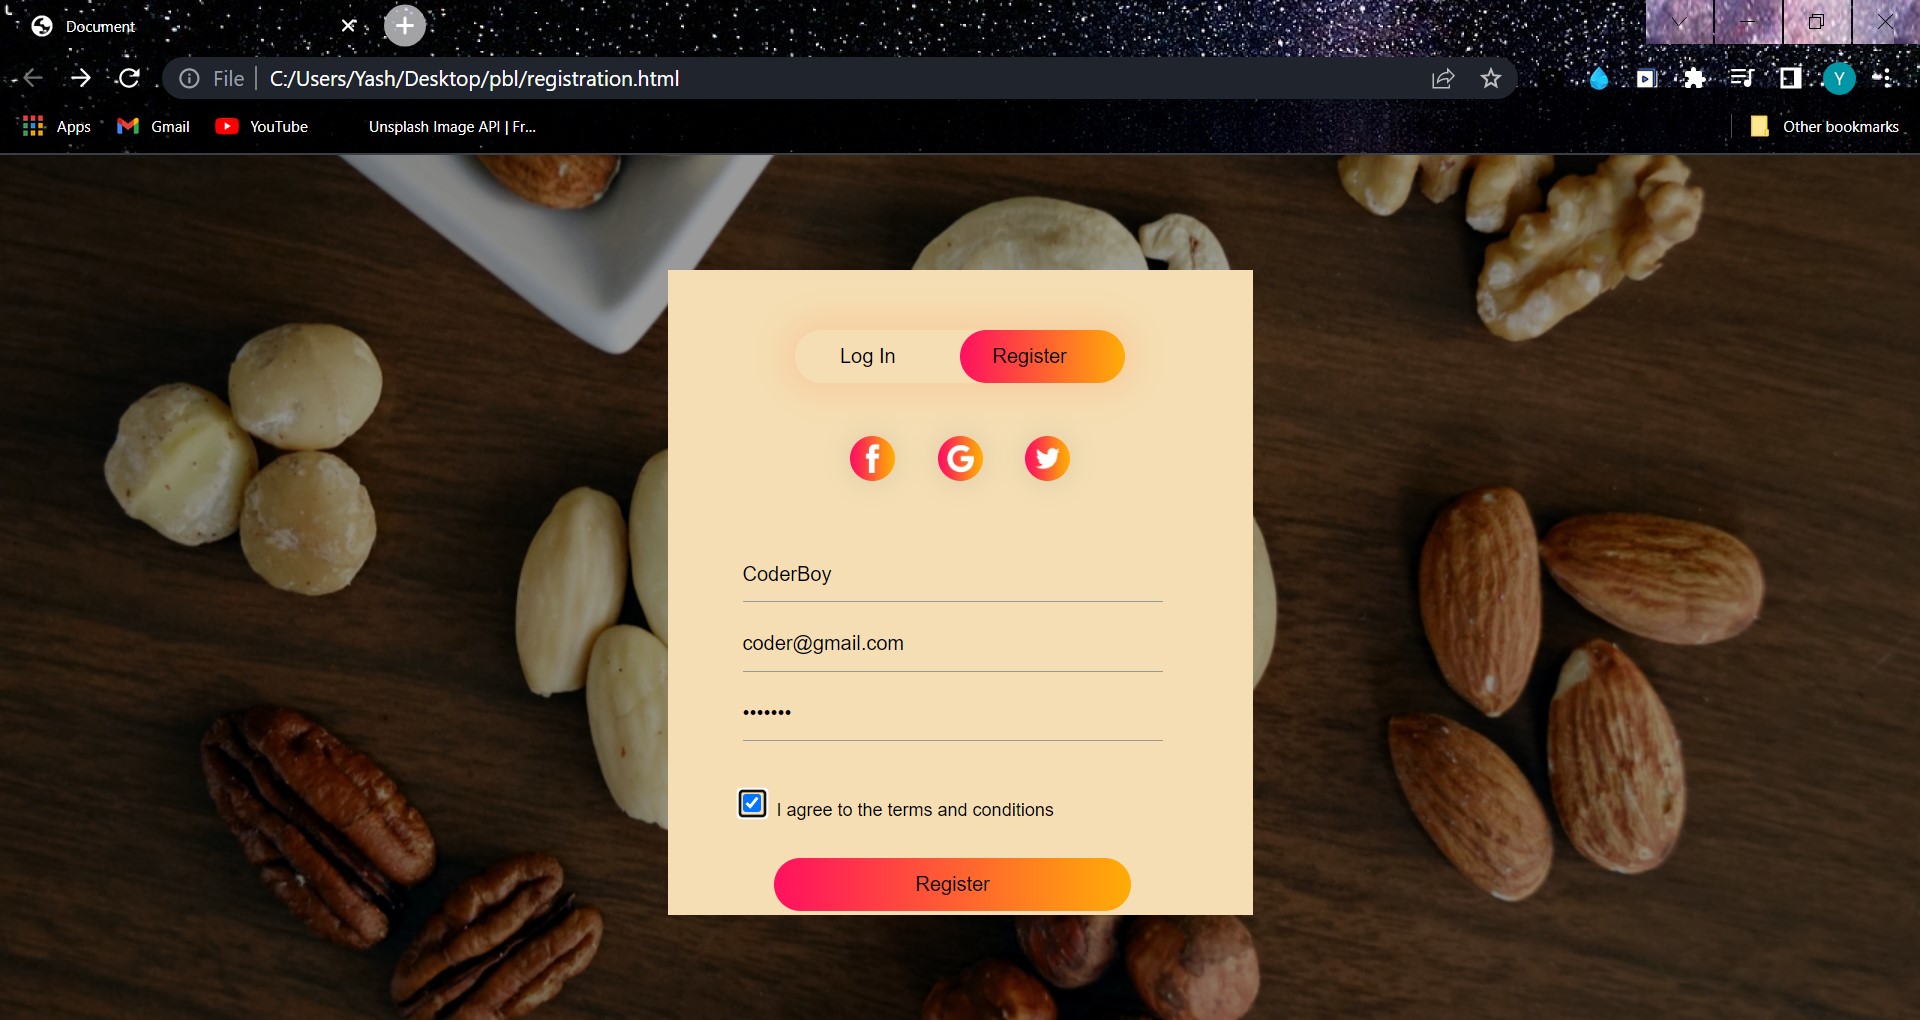 Document
File
C:/Users/Yash/Desktop/pbl/registration.html
Y
Apps
Gmail
YouTube
Unsplash Image API | Fr...
Other bookmarks
Log In
Register
f
G
CoderBoy
coder@gmail.com
•••••••
I agree to the terms and conditions
Register